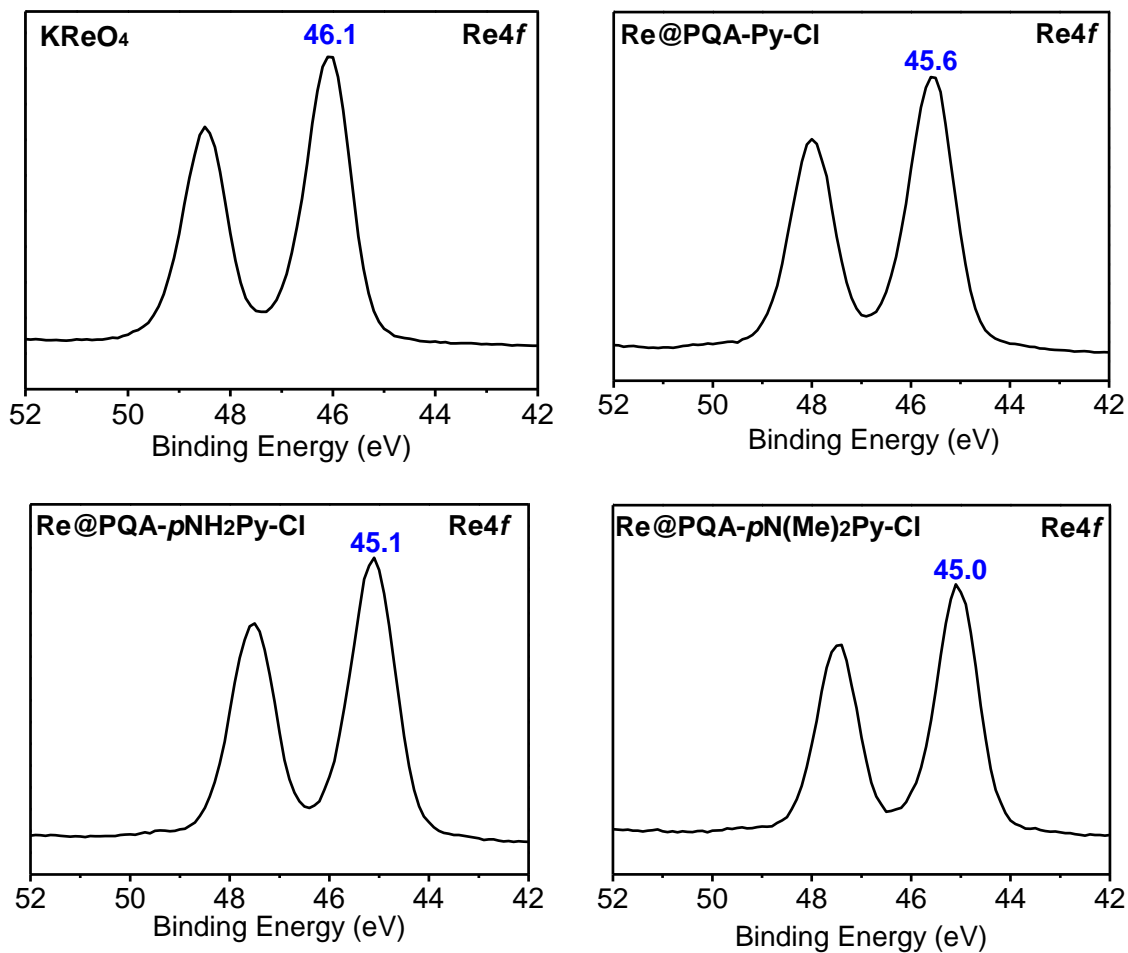 KReO4 46.1 Re4f
52 50 48 46 44 42
Binding Energy (eV)
Re@PQA-Py-Cl 45.6 Re4f
52 50 48 46 44 42
Binding Energy (eV)
Re@PQA-pNH2Py-Cl 45.1 Re4f
52 50 48 46 44 42
Binding Energy (eV)
Re@PQA-pN(Me)2Py-Cl 45.0 Re4f
52 50 48 46 44 42
Binding Energy (eV)